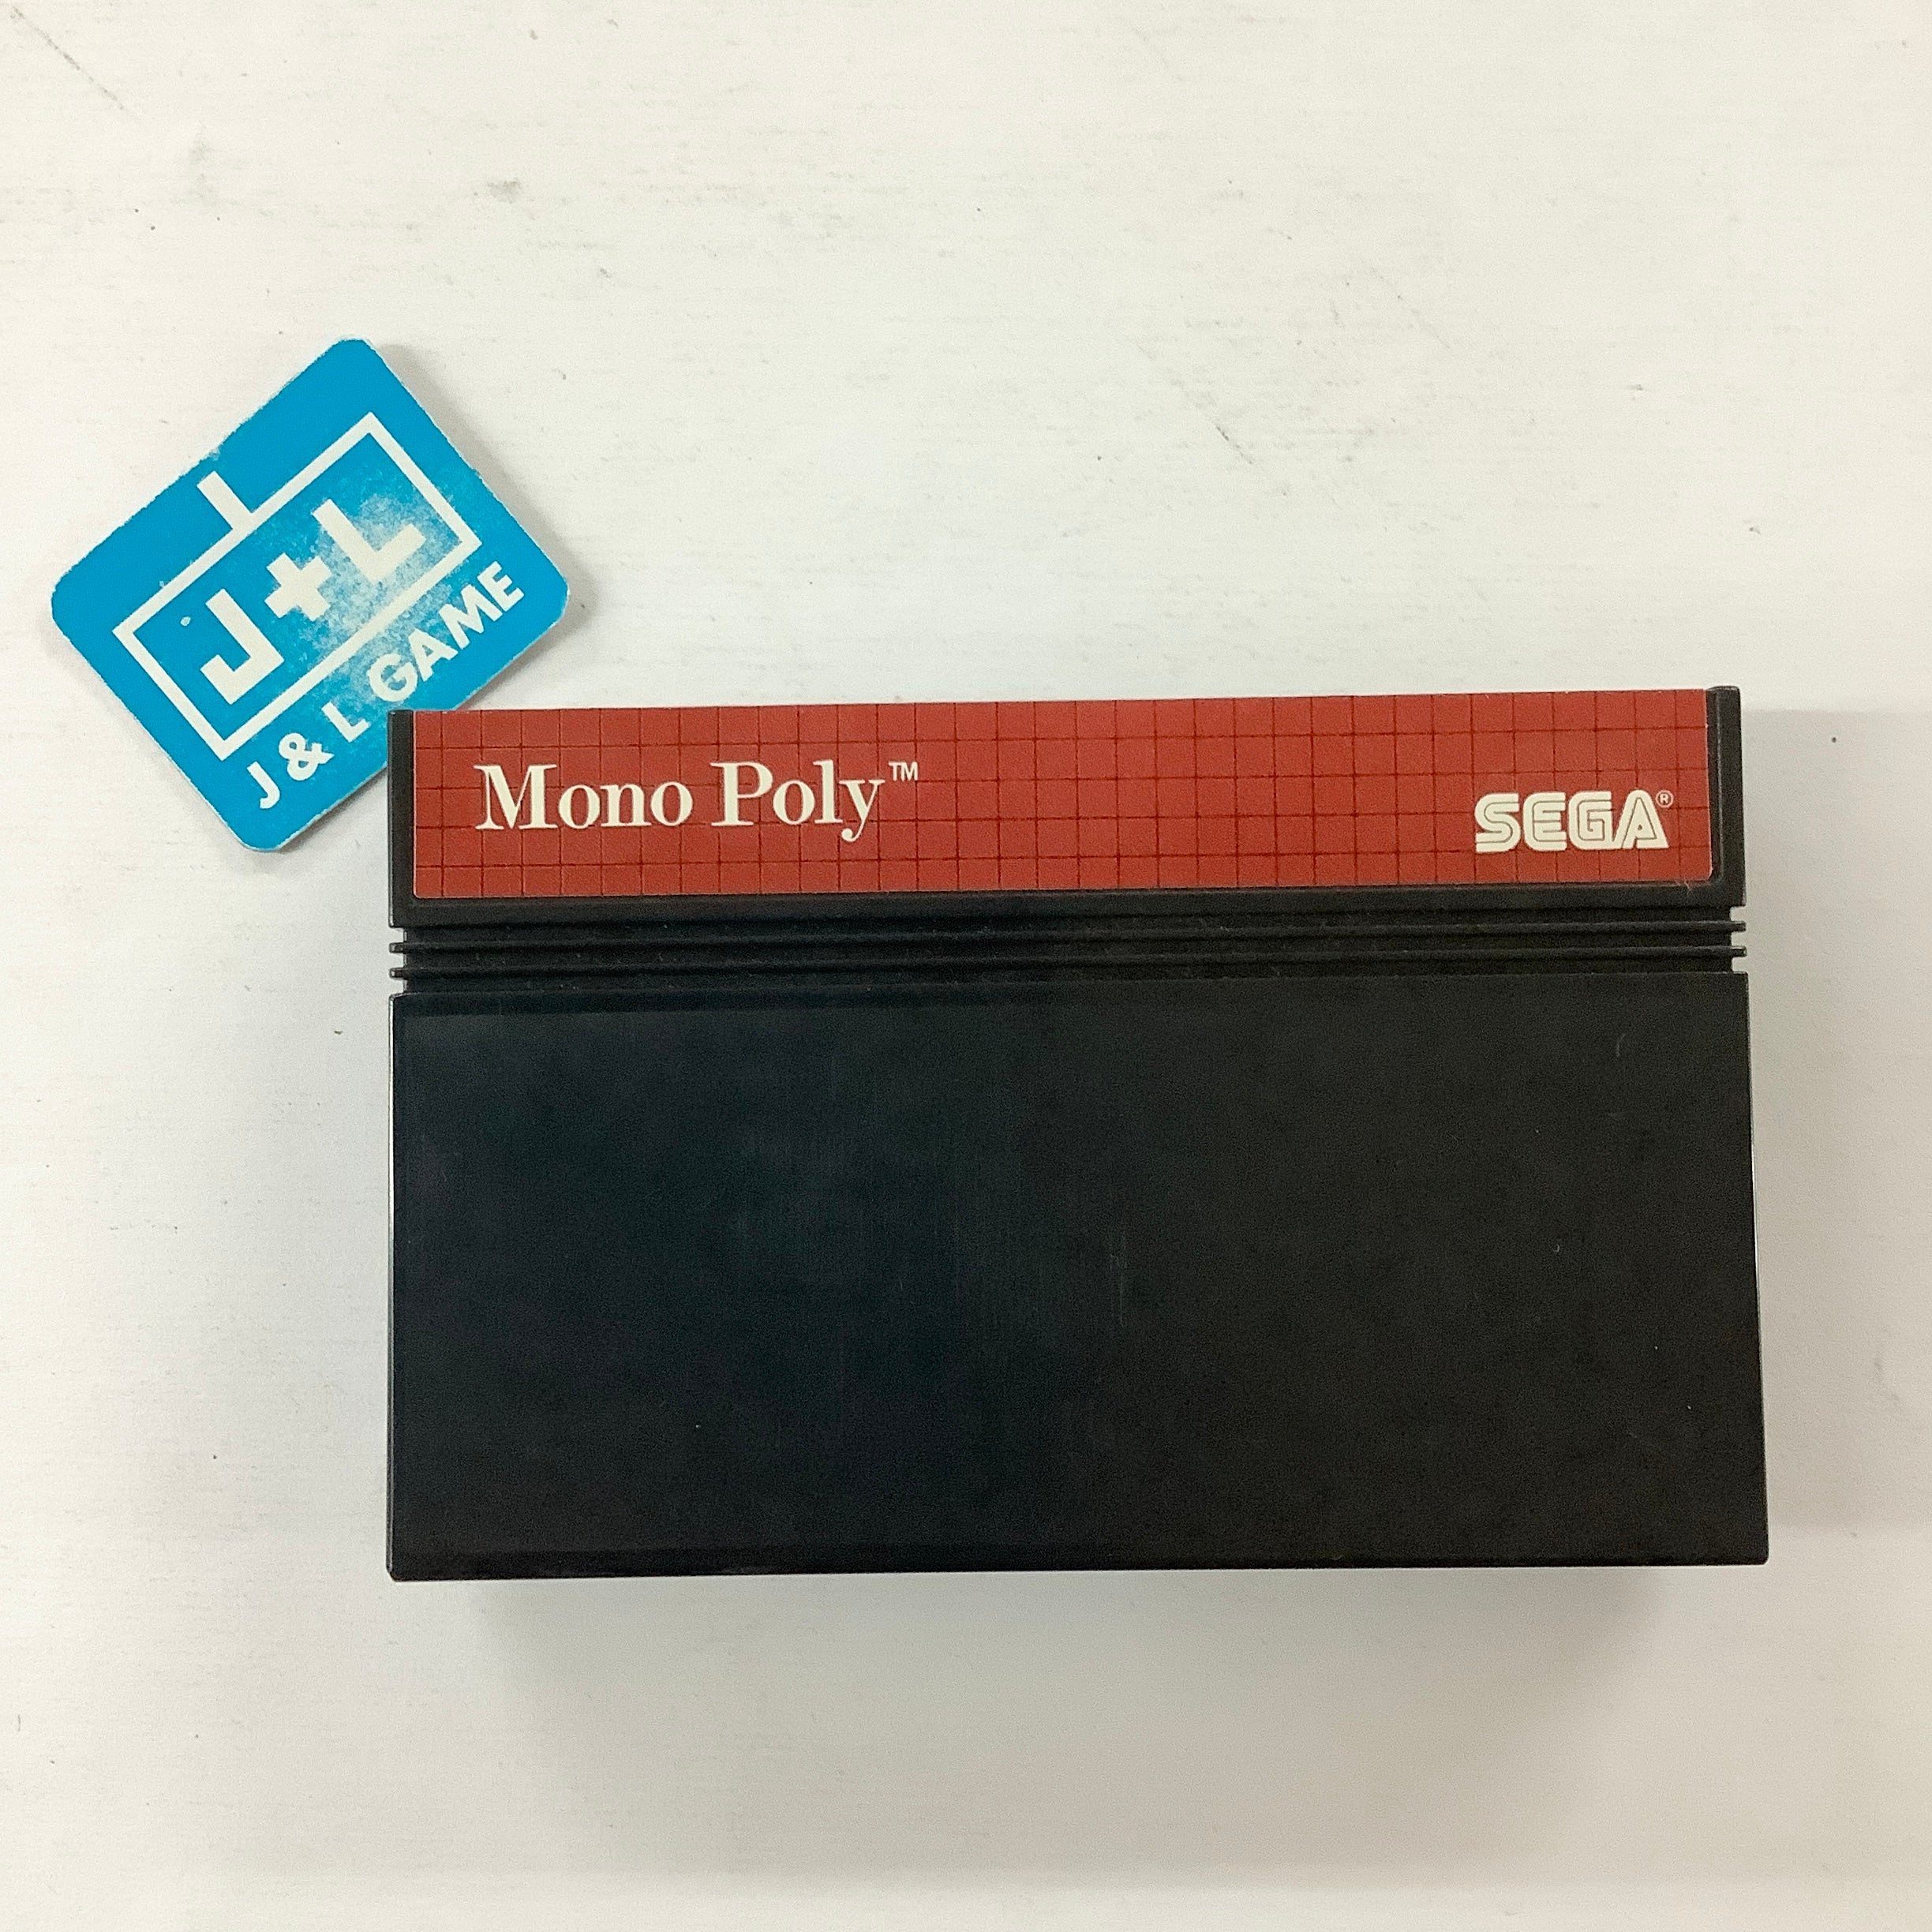 J+L
J & L GAME
Mono Poly™
SEGA®